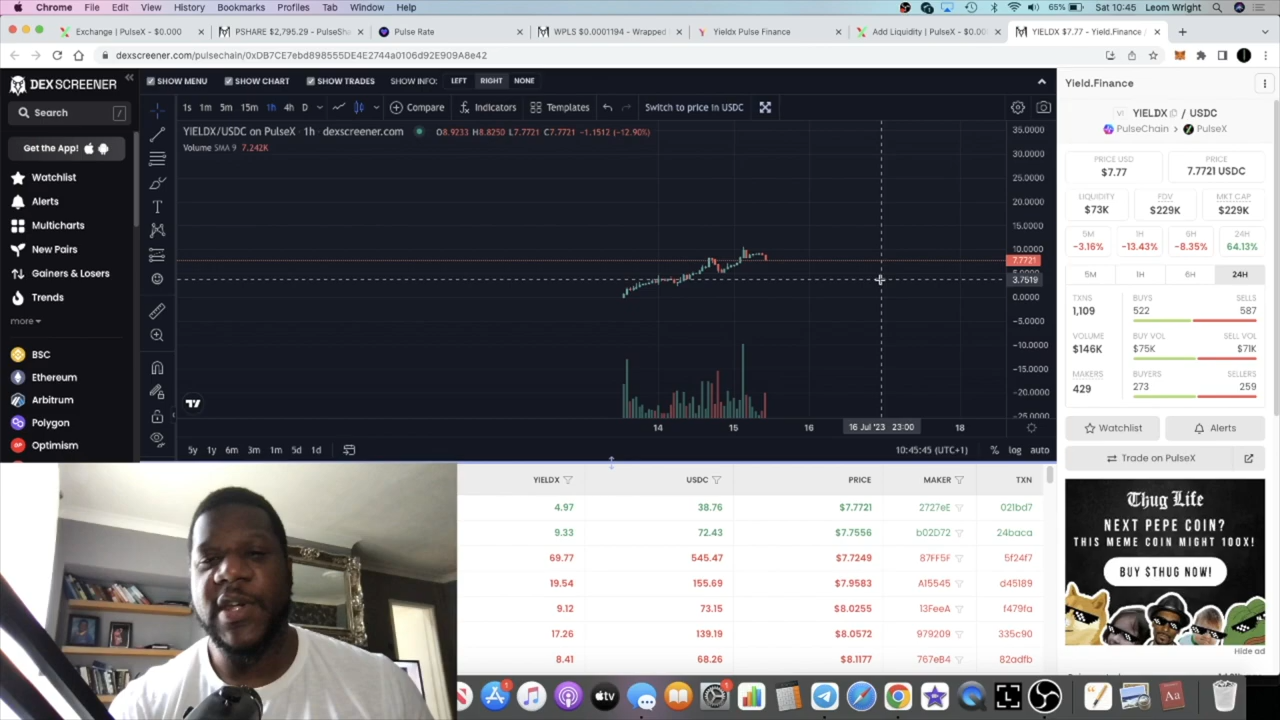 Chrome File Edit View History Bookmarks Profiles Tab Window Help
65% Sat 10:45 Leom Wright
Exchange | PulseX - $0.000
PSHARE $2,795.29 - PulseSh
Pulse Rate
WPLS $0.0001194 - Wrapped
Yieldx Pulse Finance
Add Liquidity | PulseX - $0.00
YIELDX $7.77 - Yield.Finance /
dexscreener.com/pulsechain/0xDB7CE7ebd898555D4E4E2744a0107363486e8E42
DEXSCREENER
Search /
Get the App!
Watchlist
Alerts
Multicharts
New Pairs
Gainers & Losers
Trends
more
BSC
Ethereum
Arbitrum
Polygon
Optimism
SHOW MENU SHOW CHART SHOW TRADES SHOW INFO: LEFT RIGHT NONE
1s 1m 5m 15m 1h 4h D Compare Indicators Templates Switch to price in USDC
YIELDX/USDC on PulseX · 1h · dexscreener.com O8.9233 H8.8250 L7.7721 C7.7721 -1.1512 (-12.90%)
Volume SMA 9 7.242K
35.0000
30.0000
25.0000
20.0000
15.0000
10.0000
7.7721
5.0000
3.7519
0.0000
-5.0000
-10.0000
-15.0000
-20.0000
-25.0000
14 15 16 16 Jul '23 23:00 18
5y 1y 6m 3m 1m 5d 1d 10:45:45 (UTC+1) % log auto
YIELDX USDC PRICE MAKER TXN
4.97 38.76 $7.7721 2727eE 021bd7
9.33 72.43 $7.7556 b02D72 24baca
69.77 545.47 $7.7249 87FF5F 5f24f7
19.54 155.69 $7.9583 A15545 d45189
9.12 73.15 $8.0255 13FeeA f479fa
17.26 139.19 $8.0572 979209 335c90
8.41 68.26 $8.1177 767eB4 82adfb
Yield.Finance
YIELDX / USDC
PulseChain > PulseX
PRICE USD PRICE
$7.77 7.7721 USDC
LIQUIDITY FDV MKT CAP
$73K $229K $229K
5M 1H 6H 24H
-3.16% -13.43% -8.35% 64.13%
5M 1H 6H 24H
TXNS BUYS SELLS
1,109 522 587
VOLUME BUY VOL SELL VOL
$146K $75K $71K
MAKERS BUYERS SELLERS
429 273 259
Watchlist Alerts
Trade on PulseX
Thug Life
NEXT PEPE COIN?
THIS MEME COIN MIGHT 100X!
BUY $THUG NOW!
Hide ad
tv
Aa